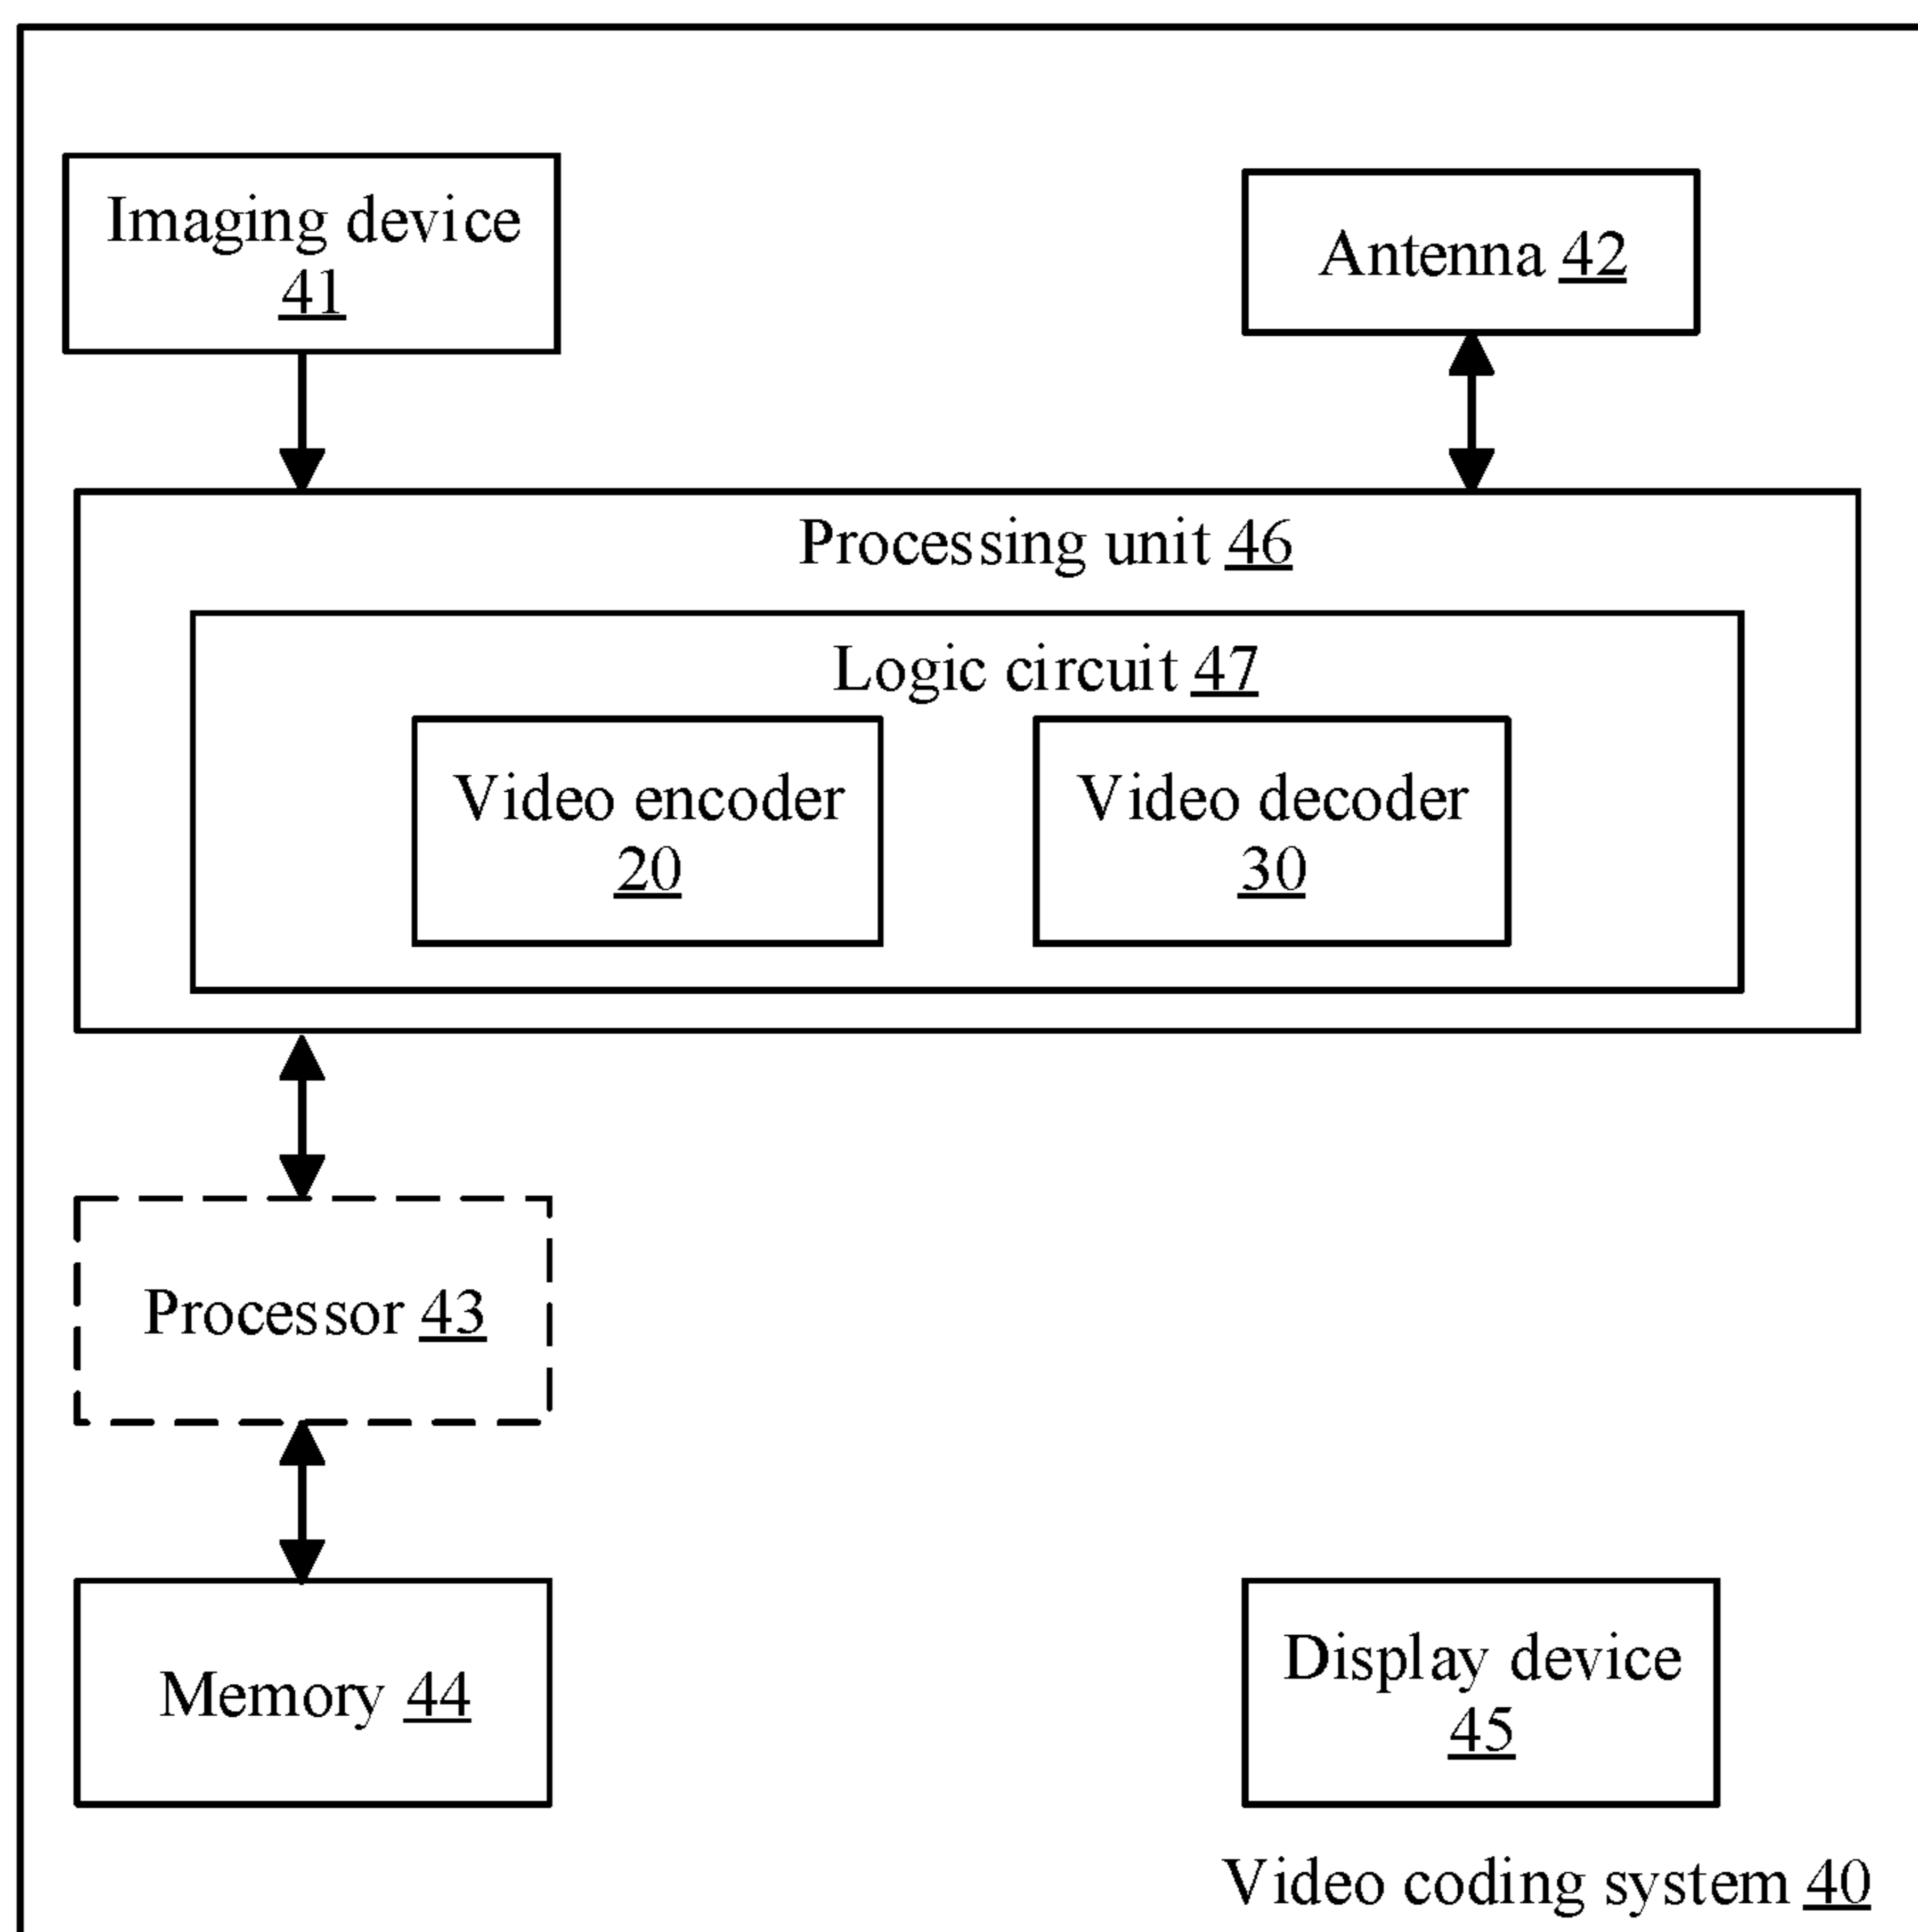 Imaging device
41
Antenna 42
Processing unit 46
Logic circuit 47
Video encoder
20
Video decoder
30
Processor 43
Memory 44
Display device
45
Video coding system 40